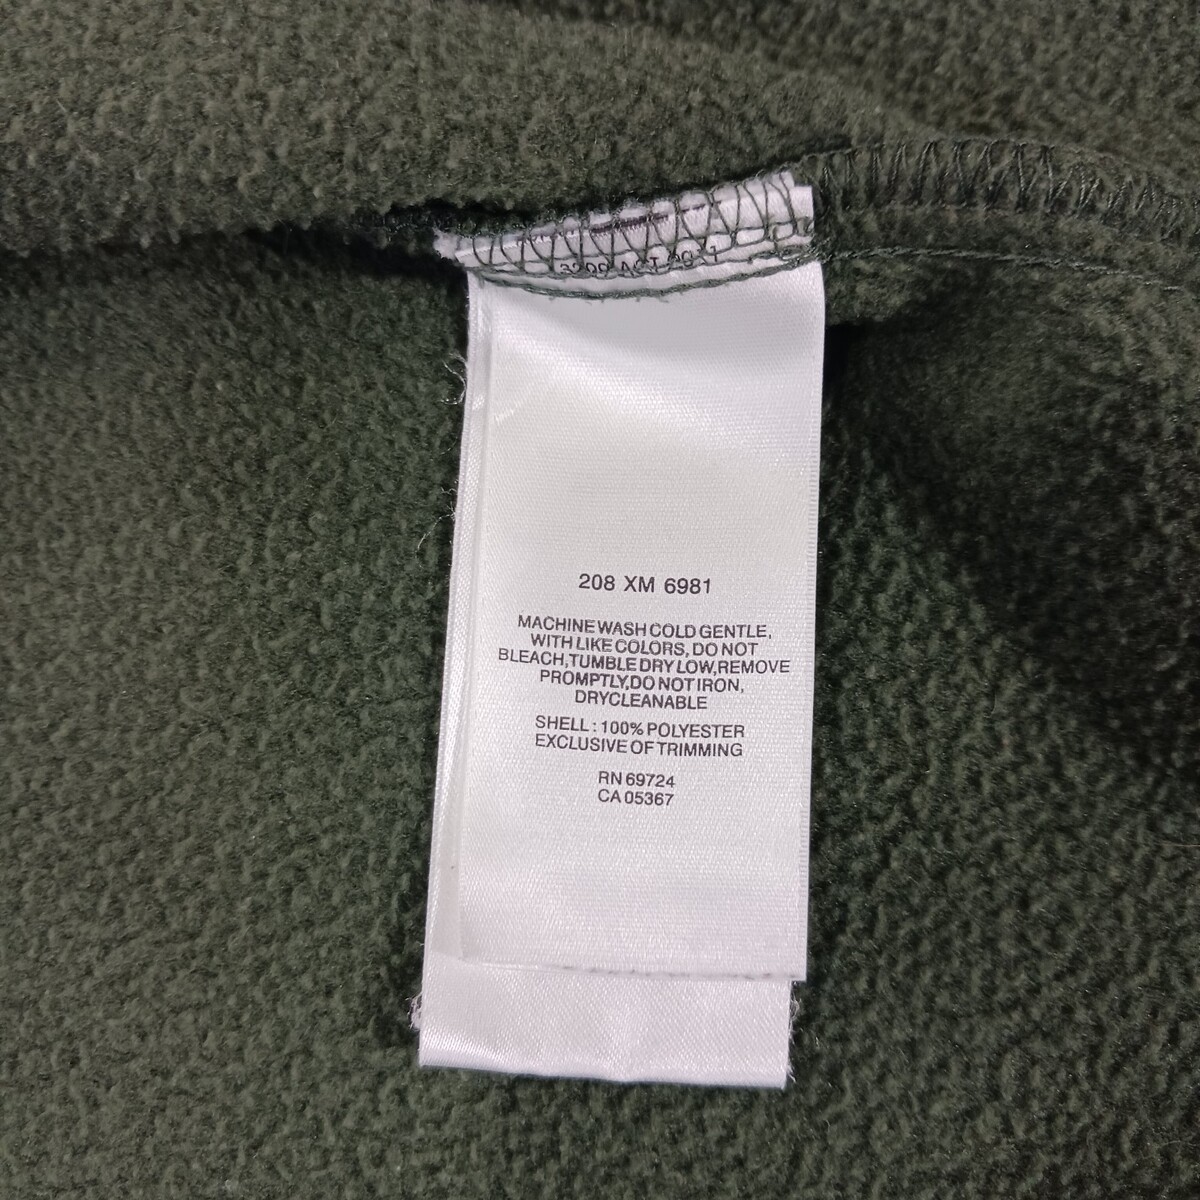 208 XM 6981
MACHINE WASH COLD GENTLE,
WITH LIKE COLORS, DO NOT
BLEACH, TUMBLE DRY LOW, REMOVE
PROMPTLY, DO NOT IRON,
DRYCLEANABLE
SHELL : 100% POLYESTER
EXCLUSIVE OF TRIMMING
RN 69724
CA 05367